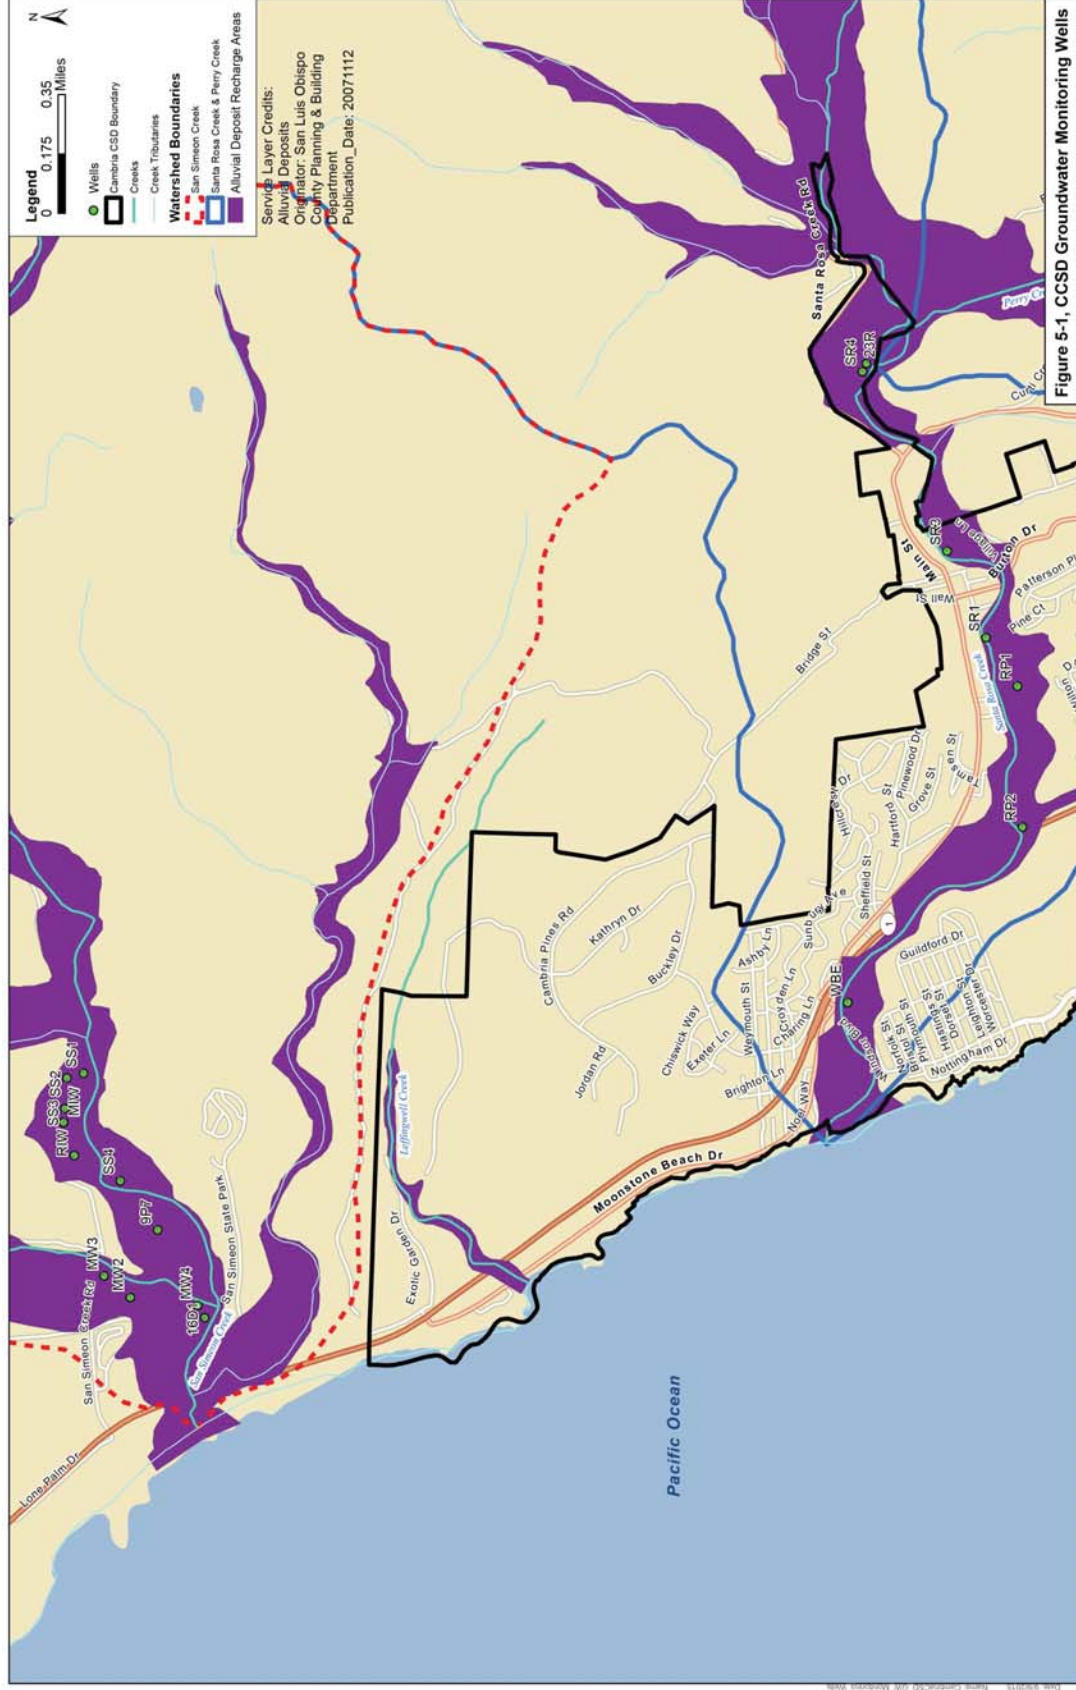 Legend
0 0.175 0.35
Miles
N
Wells
Cambria CSD Boundary
Creeks
Creek Tributaries
Watershed Boundaries
San Simeon Creek
Santa Rosa Creek & Perry Creek
Alluvial Deposit Recharge Areas
Service Layer Credits:
Alluvial Deposits
Originator: San Luis Obispo
County Planning & Building
Department
Publication_Date: 20071112
Lone Palm Dr
San Simeon Creek Rd
MW3
MW2
16D1
MW4
San Simeon Creek
San Simeon State Park
9P7
SS4
RIW
SS3
MIW
SS2
SS1
Exotic Garden Dr
Leffingwell Creek
Moonstone Beach Dr
Pacific Ocean
Cambria Pines Rd
Kathryn Dr
Buckley Dr
Jordan Rd
Chiswick Way
Exeter Ln
Weymouth St
Ashby Ln
Croyden Ln
Charing Ln
Brighton Ln
Noel Way
Sheffield St
Hillcrest Dr
Hartford St
Pinewood Dr
Grove St
Tamsen St
Bridge St
1
WBE
Windsor Blvd
Guildford Dr
Norfolk St
Bristol St
Plymouth St
Hastings St
Dorset St
Leighton St
Worcester Dr
Nottingham Dr
RP2
RP1
Santa Rosa Creek
SR1
Pine Ct
Wall St
Main St
SR3
Village Ln
Burton Dr
SR4
23R
Santa Rosa Creek Rd
Figure 5-1, CCSD Groundwater Monitoring Wells